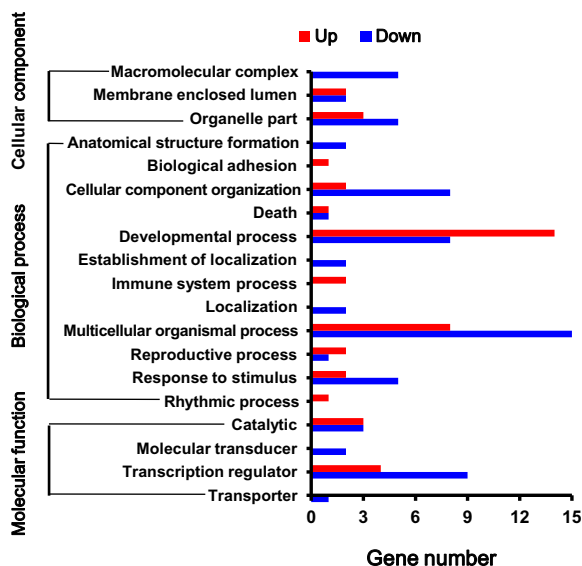 Up Down
Cellular component
Macromolecular complex
Membrane enclosed lumen
Organelle part
Biological process
Anatomical structure formation
Biological adhesion
Cellular component organization
Death
Developmental process
Establishment of localization
Immune system process
Localization
Multicellular organismal process
Reproductive process
Response to stimulus
Rhythmic process
Molecular function
Catalytic
Molecular transducer
Transcription regulator
Transporter
0 3 6 9 12 15
Gene number